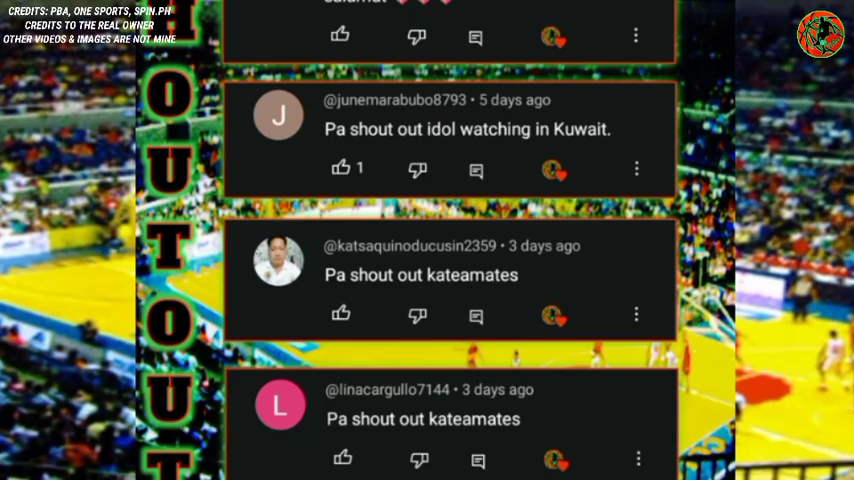 CREDITS: PBA, ONE SPORTS, SPIN.PH
CREDITS TO THE REAL OWNER
OTHER VIDEOS & IMAGES ARE NOT MINE
OUTOUT
@junemarabubo8793 • 5 days ago
Pa shout out idol watching in Kuwait.
1
@katsaquinoducusin2359 • 3 days ago
Pa shout out kateamates
@linacargullo7144 • 3 days ago
Pa shout out kateamates
J
L